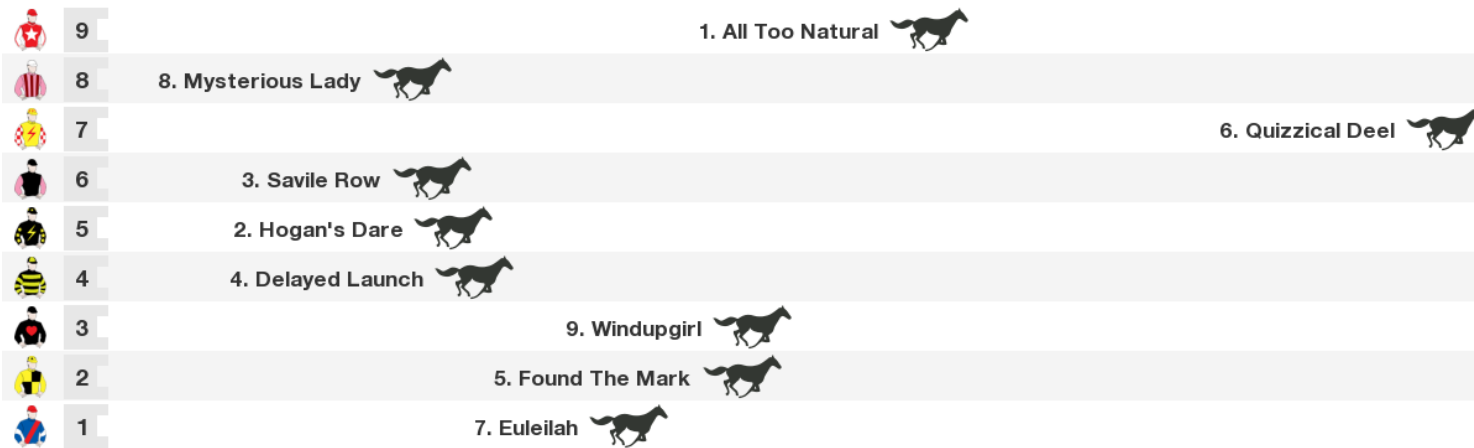 9 1. All Too Natural
8 8. Mysterious Lady
7 6. Quizzical Deel
6 3. Savile Row
5 2. Hogan's Dare
4 4. Delayed Launch
3 9. Windupgirl
2 5. Found The Mark
1 7. Euleilah